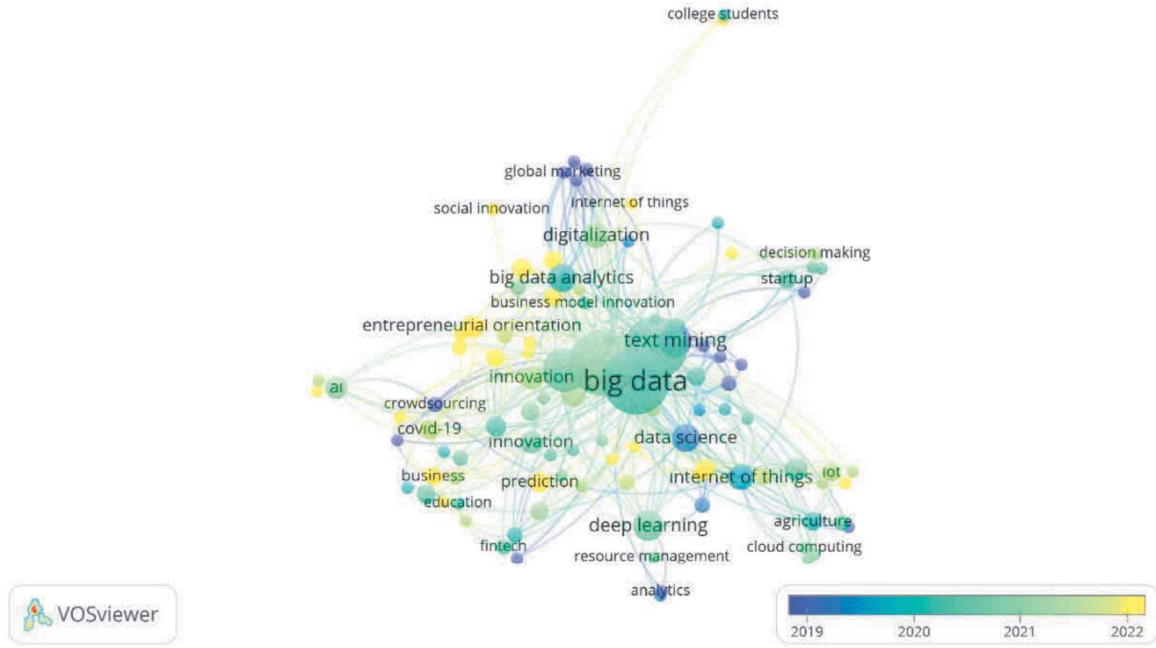 college students
global marketing
social innovation
internet of things
digitalization
decision making
big data analytics
startup
business model innovation
entrepreneurial orientation
text mining
innovation
big data
ai
crowdsourcing
covid-19
innovation
data science
business
prediction
internet of things
iot
education
deep learning
agriculture
fintech
resource management
cloud computing
analytics
VOSviewer
2019 2020 2021 2022